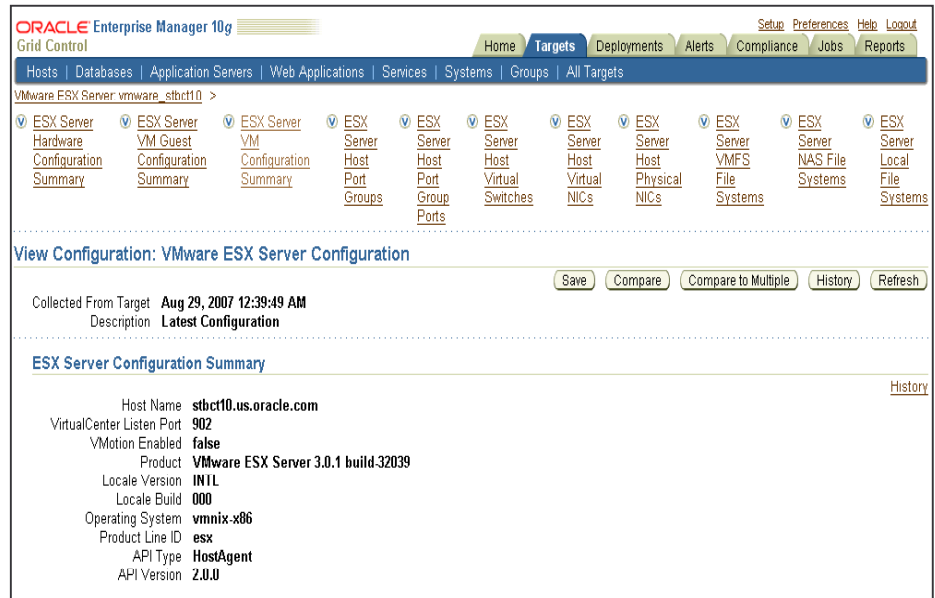 ORACLE Enterprise Manager 10g
Setup Preferences Help Logout
Grid Control
Home Targets Deployments Alerts Compliance Jobs Reports
Hosts | Databases | Application Servers | Web Applications | Services | Systems | Groups | All Targets
VMware ESX Server: vmware_stbct10 >
ESX Server Hardware Configuration Summary
ESX Server VM Guest Configuration Summary
ESX Server VM Configuration Summary
ESX Server Host Port Groups
ESX Server Host Port Group Ports
ESX Server Host Virtual Switches
ESX Server Host Virtual NICs
ESX Server Host Physical NICs
ESX Server VMFS File Systems
ESX Server NAS File Systems
ESX Server Local File Systems
View Configuration: VMware ESX Server Configuration
Save Compare Compare to Multiple History Refresh
Collected From Target Aug 29, 2007 12:39:49 AM
Description Latest Configuration
ESX Server Configuration Summary
History
Host Name stbct10.us.oracle.com
VirtualCenter Listen Port 902
VMotion Enabled false
Product VMware ESX Server 3.0.1 build-32039
Locale Version INTL
Locale Build 000
Operating System vmnix-x86
Product Line ID esx
API Type HostAgent
API Version 2.0.0